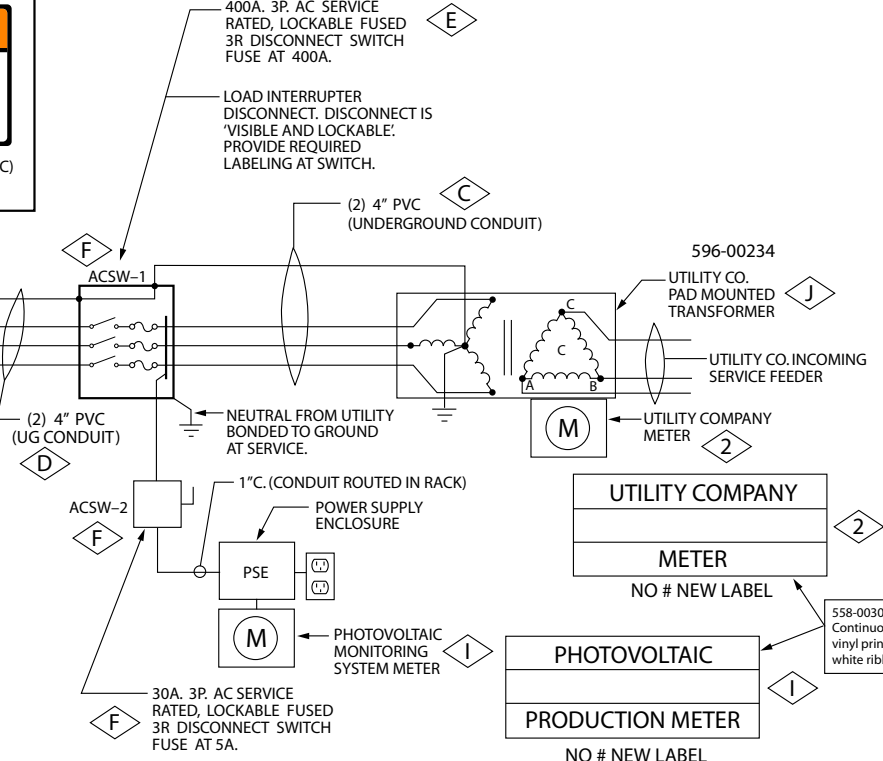 400A. 3P. AC SERVICE
RATED, LOCKABLE FUSED
3R DISCONNECT SWITCH
FUSE AT 400A.
E
LOAD INTERRUPTER
DISCONNECT. DISCONNECT IS
'VISIBLE AND LOCKABLE'.
PROVIDE REQUIRED
LABELING AT SWITCH.
C)
(2) 4" PVC
(UNDERGROUND CONDUIT)
C
F
ACSW–1
596-00234
UTILITY CO.
PAD MOUNTED
TRANSFORMER
J
C
C
A
B
UTILITY CO. INCOMING
SERVICE FEEDER
(2) 4" PVC
(UG CONDUIT)
D
NEUTRAL FROM UTILITY
BONDED TO GROUND
AT SERVICE.
M
UTILITY COMPANY
METER
2
ACSW–2
F
1"C. (CONDUIT ROUTED IN RACK)
POWER SUPPLY
ENCLOSURE
PSE
M
PHOTOVOLTAIC
MONITORING
SYSTEM METER
I
UTILITY COMPANY
METER
2
NO # NEW LABEL
558-0030
Continuo
vinyl prin
white ribb
PHOTOVOLTAIC
PRODUCTION METER
I
NO # NEW LABEL
30A. 3P. AC SERVICE
RATED, LOCKABLE FUSED
3R DISCONNECT SWITCH
FUSE AT 5A.
F